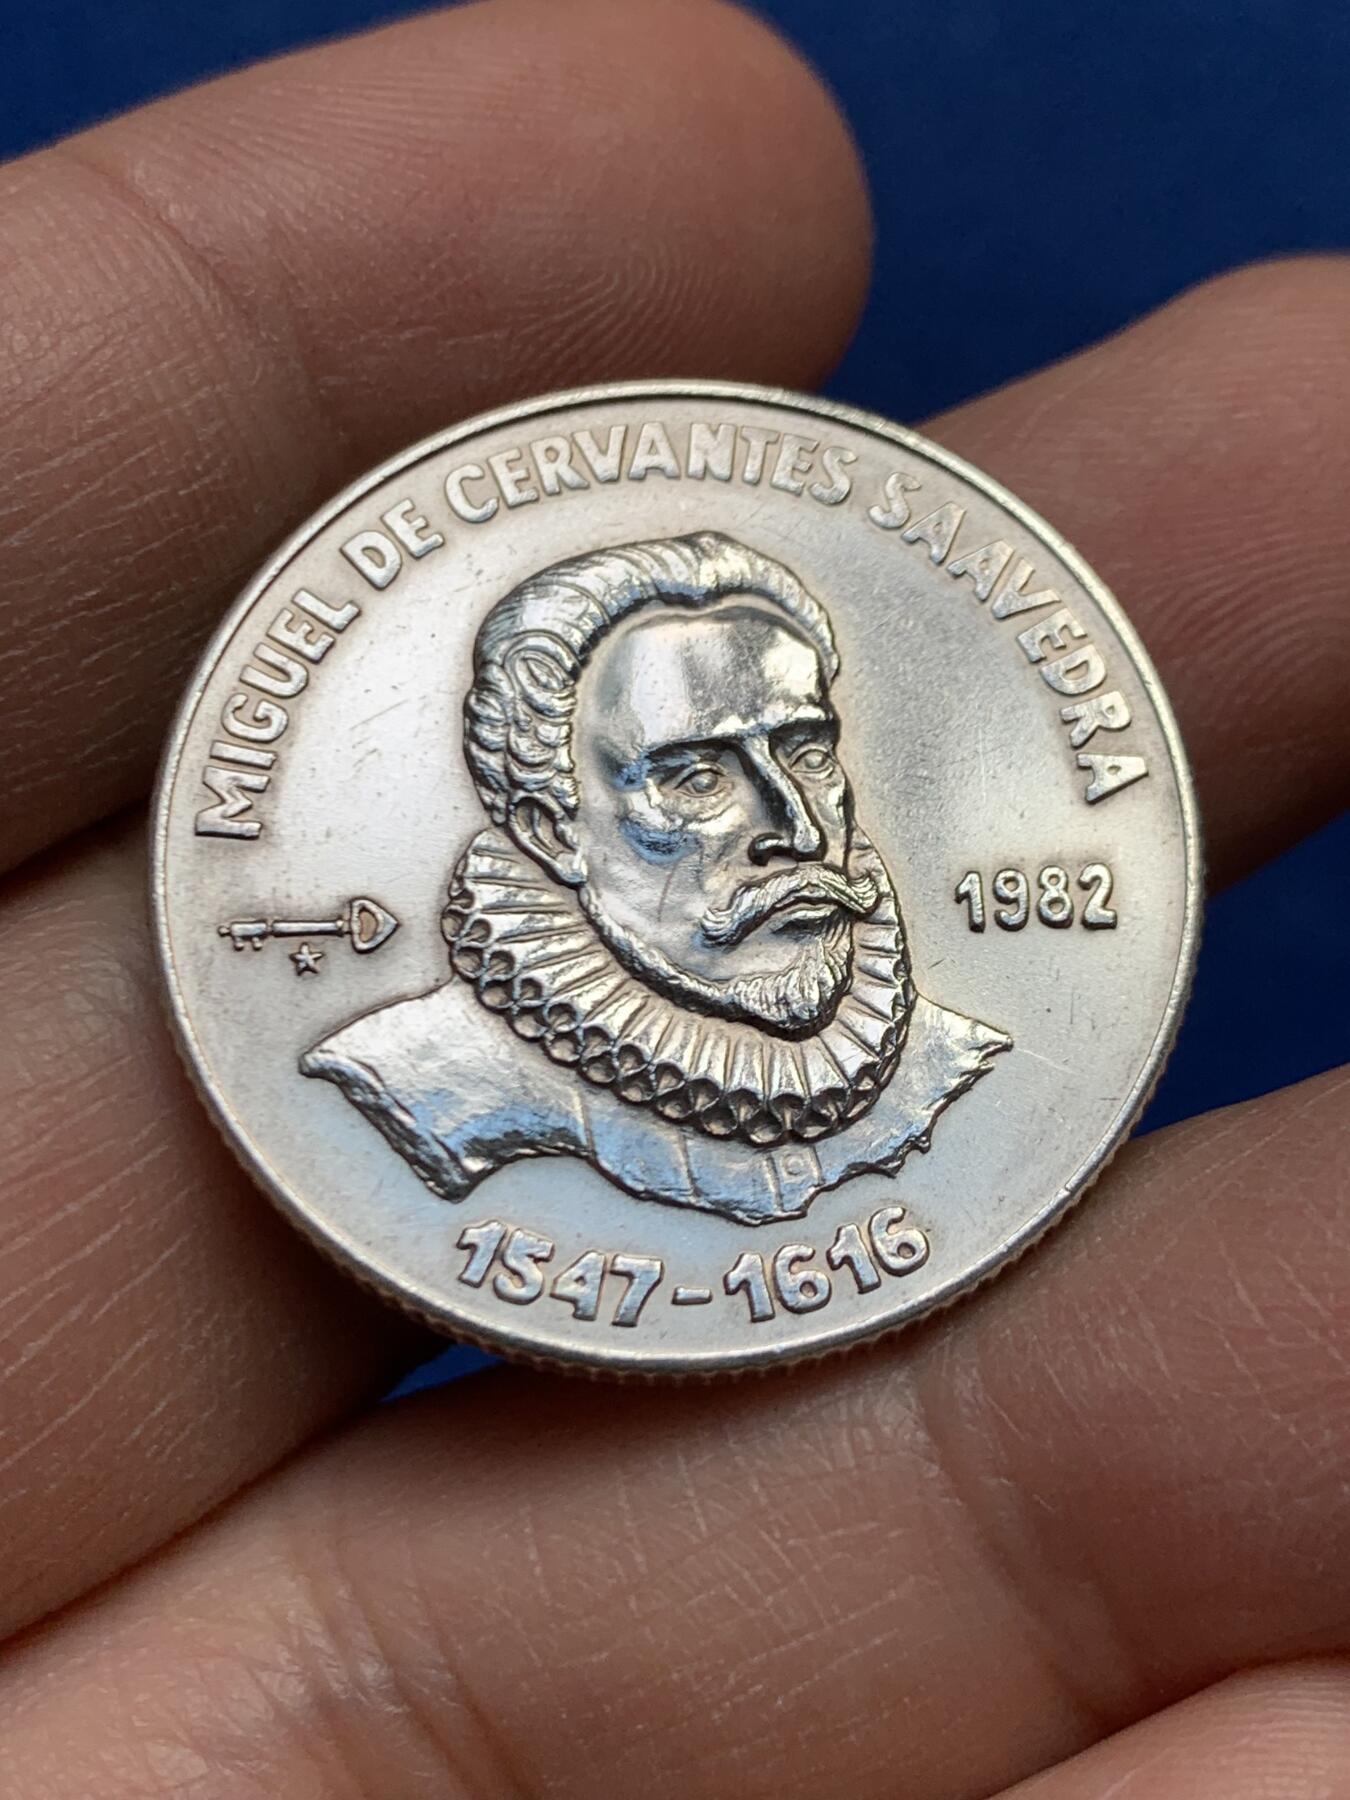 MIGUEL DE CERVANTES SAAVEDRA
1982
1547-1616